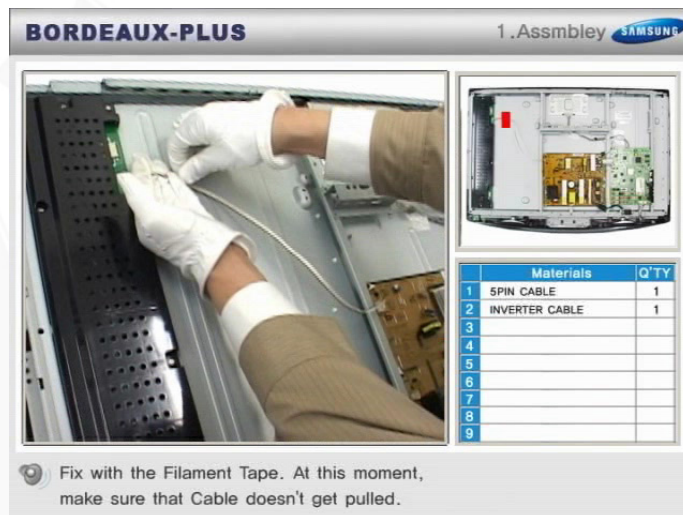 BORDEAUX-PLUS
1.Assmbley SAMSUNG
Materials Q'TY
1 5PIN CABLE 1
2 INVERTER CABLE 1
3
4
5
6
7
8
9
Fix with the Filament Tape. At this moment,
make sure that Cable doesn't get pulled.